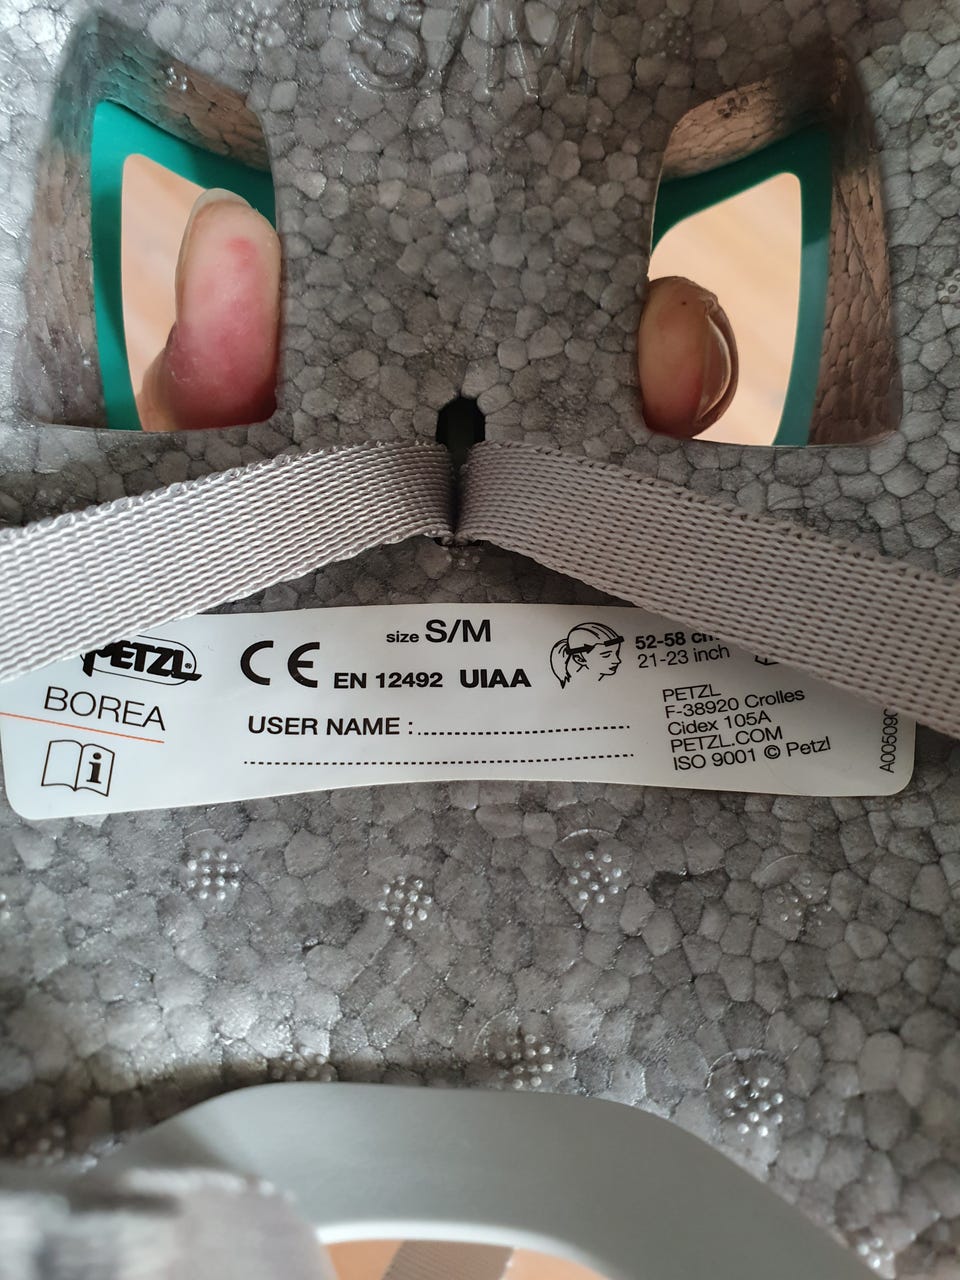 S/M
PETZL
BOREA
i
size S/M
CE
EN 12492 UIAA
USER NAME :
52-58 cm
21-23 inch
PETZL
F-38920 Crolles
Cidex 105A
PETZL.COM
ISO 9001 © Petzl